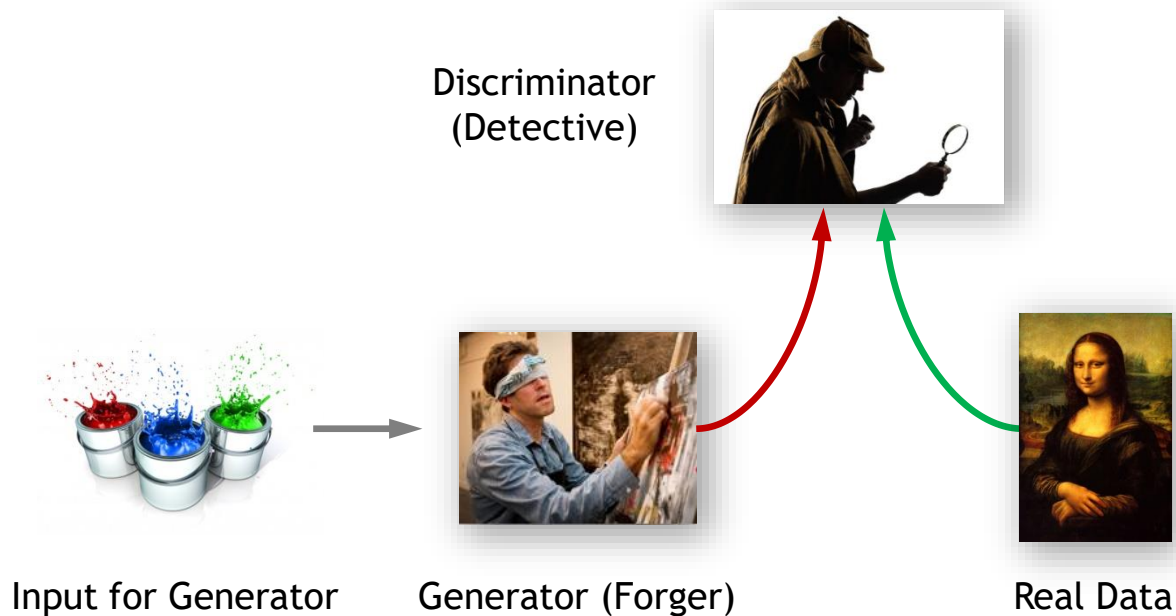 Discriminator
(Detective)
Input for Generator
Generator (Forger)
Real Data